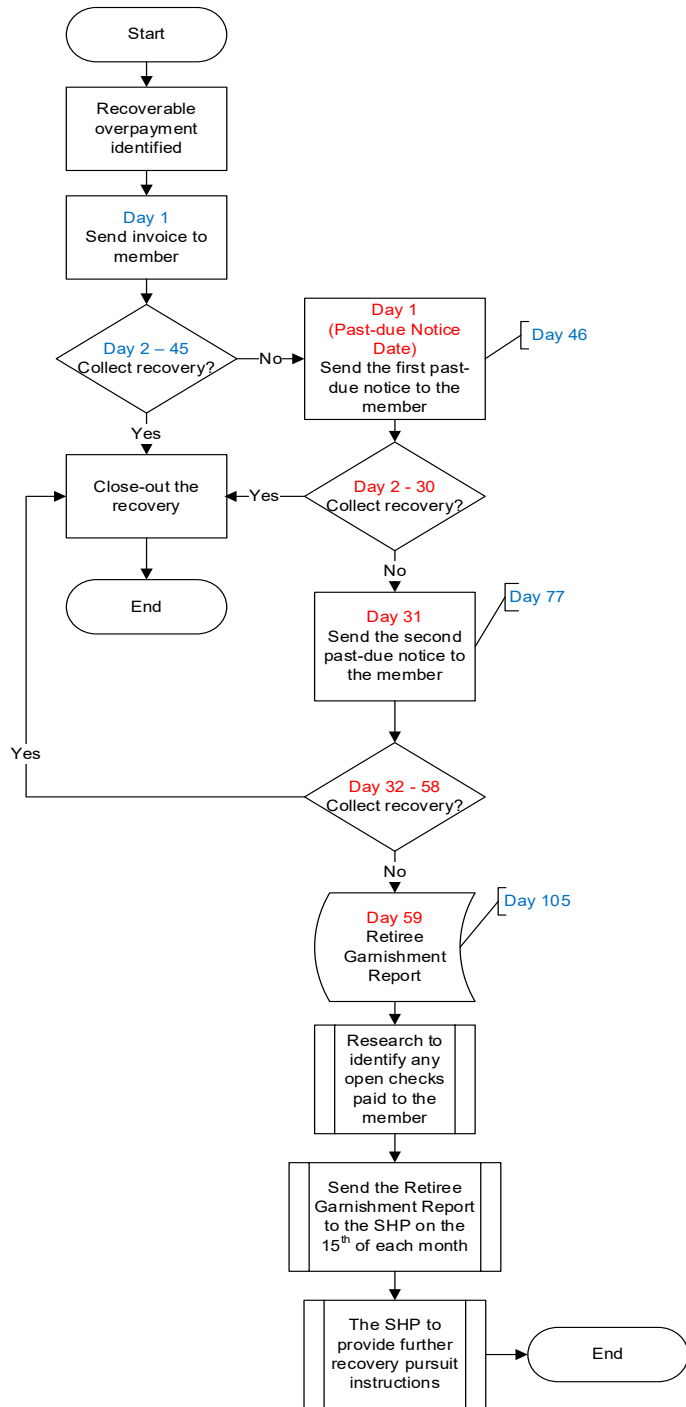 Start
Recoverable
overpayment
identified
Day 1
Send invoice to
member
Day 2 – 45
Collect recovery?
No
Day 1
(Past-due Notice
Date)
Send the first past-
due notice to the
member
Day 46
Yes
Close-out the
recovery
Yes
Day 2 - 30
Collect recovery?
End
No
Day 31
Send the second
past-due notice to
the member
Day 77
Yes
Day 32 - 58
Collect recovery?
No
Day 59
Retiree
Garnishment
Report
Day 105
Research to
identify any
open checks
paid to the
member
Send the Retiree
Garnishment Report
to the SHP on the
15th of each month
The SHP to
provide further
recovery pursuit
instructions
End